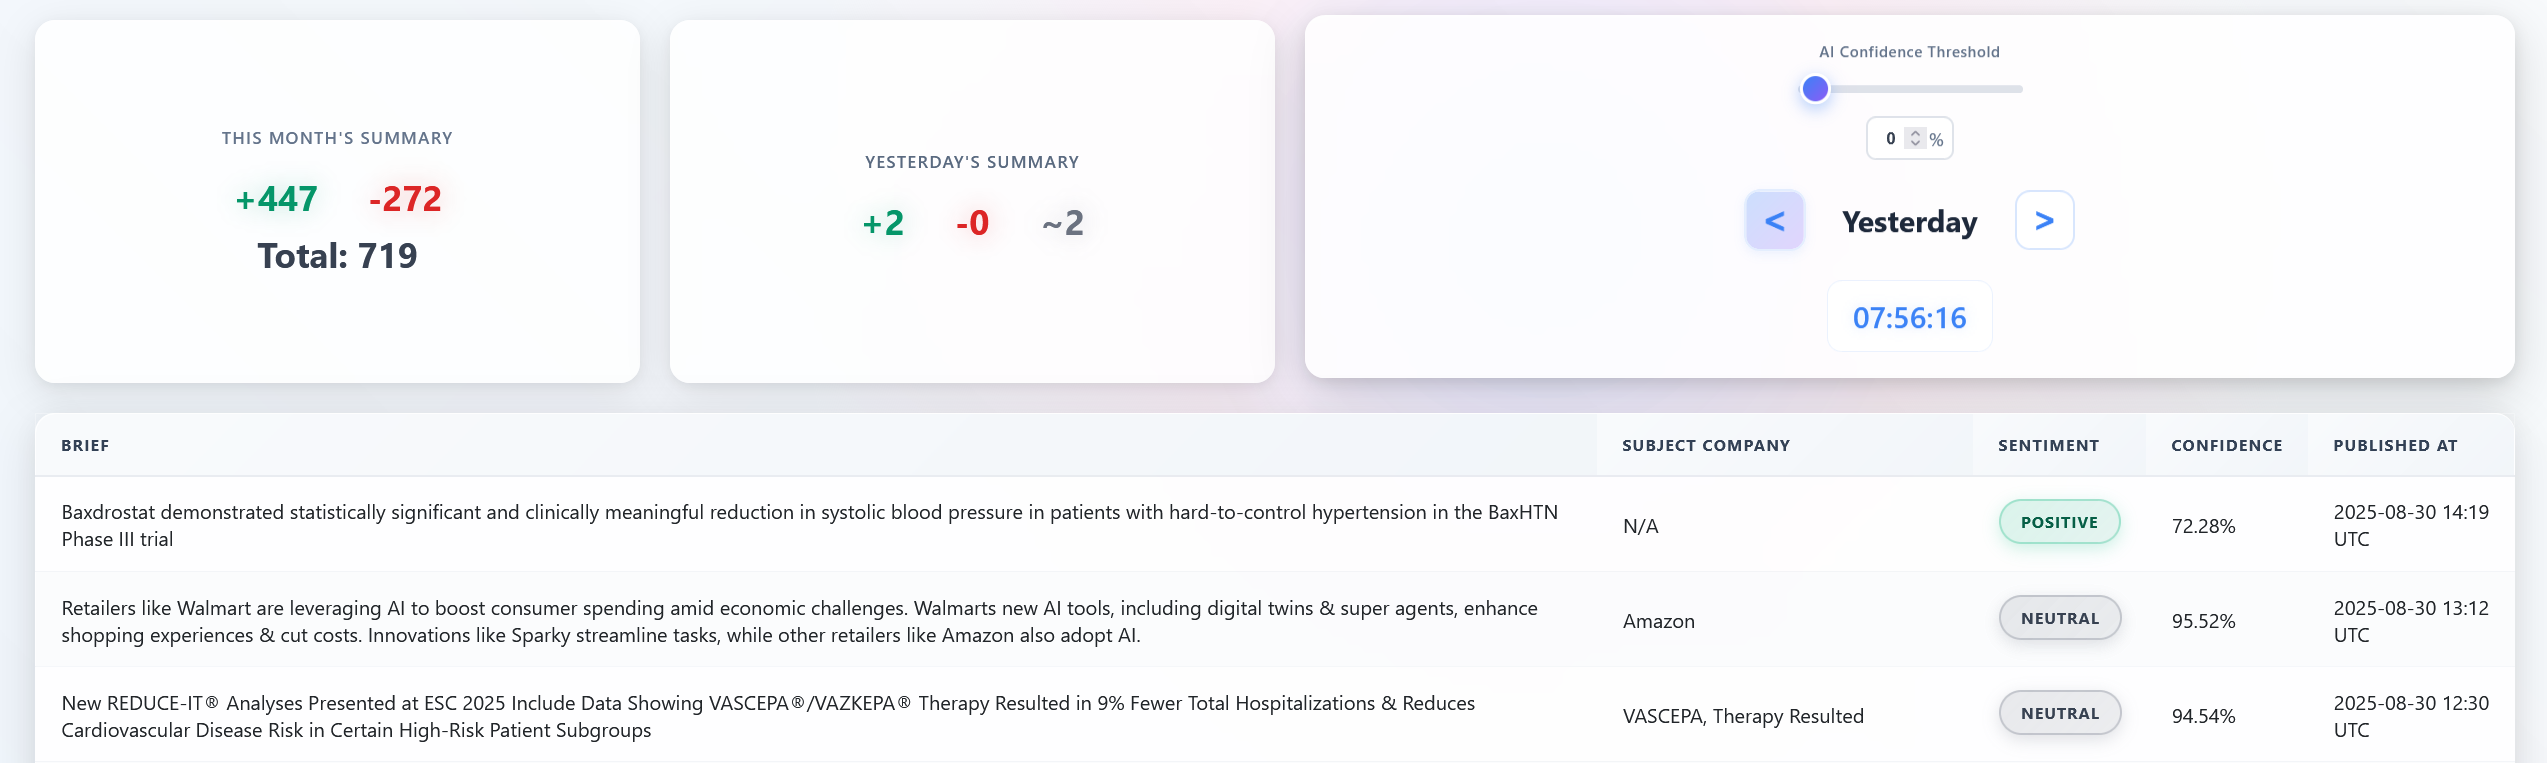 THIS MONTH'S SUMMARY
+447 -272
Total: 719
YESTERDAY'S SUMMARY
+2 -0 ~2
AI Confidence Threshold
0 %
< Yesterday >
07:56:16
BRIEF SUBJECT COMPANY SENTIMENT CONFIDENCE PUBLISHED AT
Baxdrostat demonstrated statistically significant and clinically meaningful reduction in systolic blood pressure in patients with hard-to-control hypertension in the BaxHTN
Phase III trial
N/A
POSITIVE
72.28%
2025-08-30 14:19
UTC
Retailers like Walmart are leveraging AI to boost consumer spending amid economic challenges. Walmarts new AI tools, including digital twins & super agents, enhance
shopping experiences & cut costs. Innovations like Sparky streamline tasks, while other retailers like Amazon also adopt AI.
Amazon
NEUTRAL
95.52%
2025-08-30 13:12
UTC
New REDUCE-IT® Analyses Presented at ESC 2025 Include Data Showing VASCEPA®/VAZKEPA® Therapy Resulted in 9% Fewer Total Hospitalizations & Reduces
Cardiovascular Disease Risk in Certain High-Risk Patient Subgroups
VASCEPA, Therapy Resulted
NEUTRAL
94.54%
2025-08-30 12:30
UTC